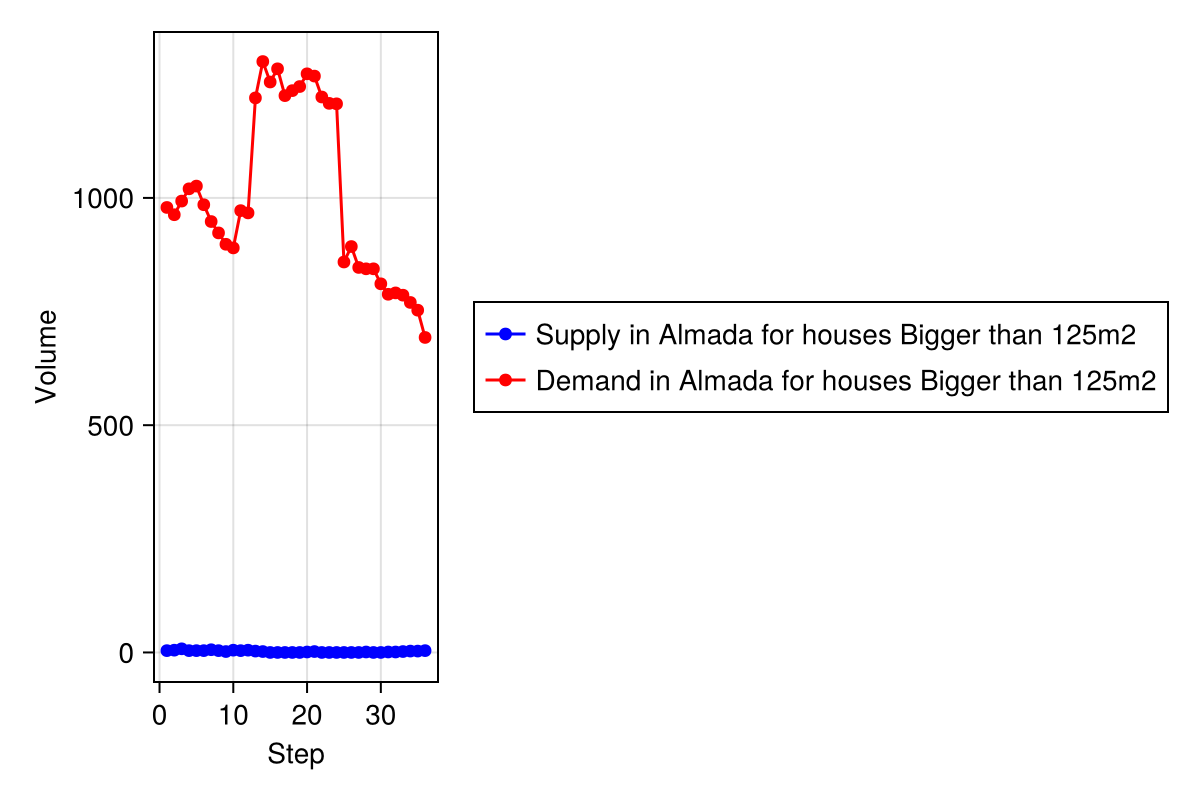 1000
500
0
0 10 20 30
Volume
Step
Supply in Almada for houses Bigger than 125m2
Demand in Almada for houses Bigger than 125m2